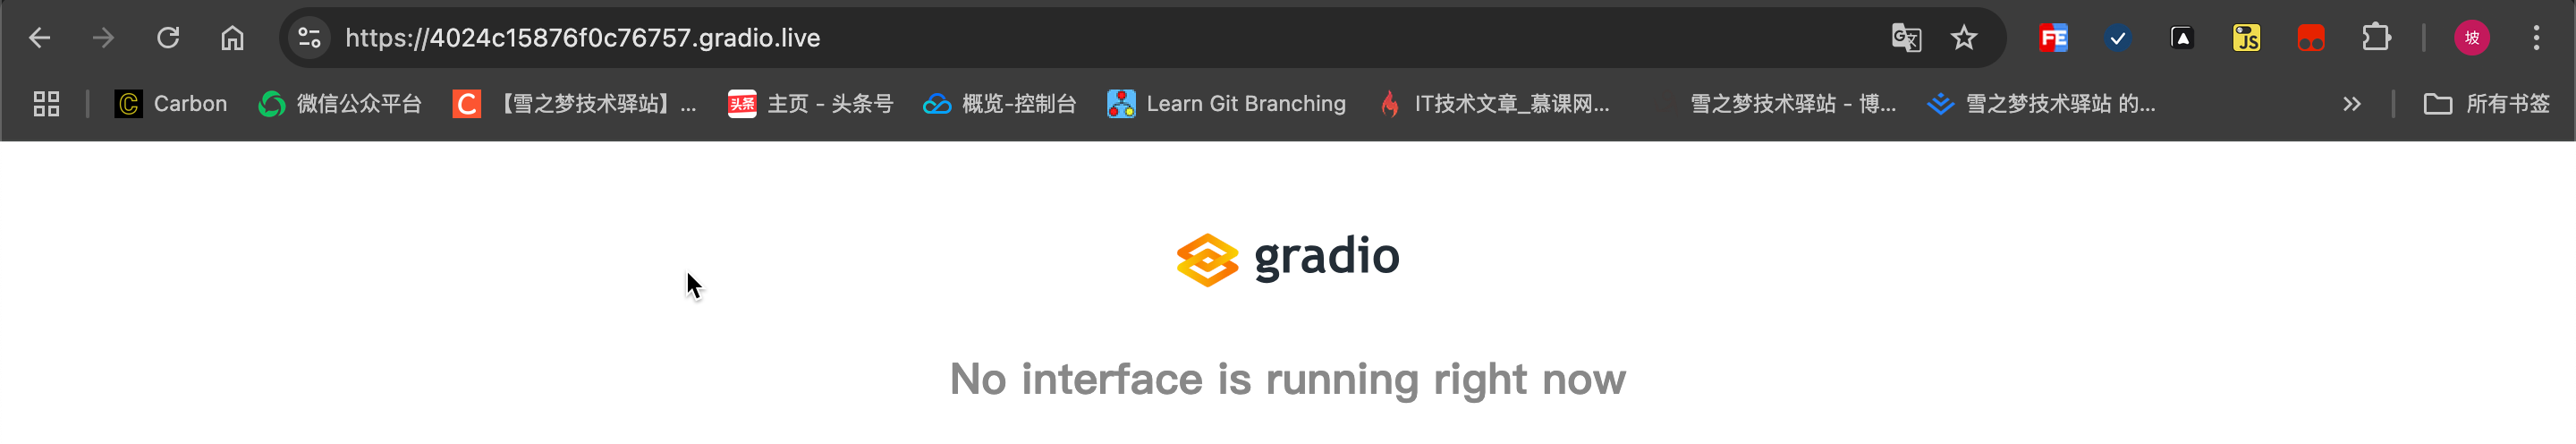 https://4024c15876f0c76757.gradio.live
FE
JS
坡
Carbon
微信公众平台
C
【雪之梦技术驿站】...
头条
主页 - 头条号
概览-控制台
Learn Git Branching
IT技术文章_慕课网...
雪之梦技术驿站 - 博...
雪之梦技术驿站 的...
所有书签
gradio
No interface is running right now